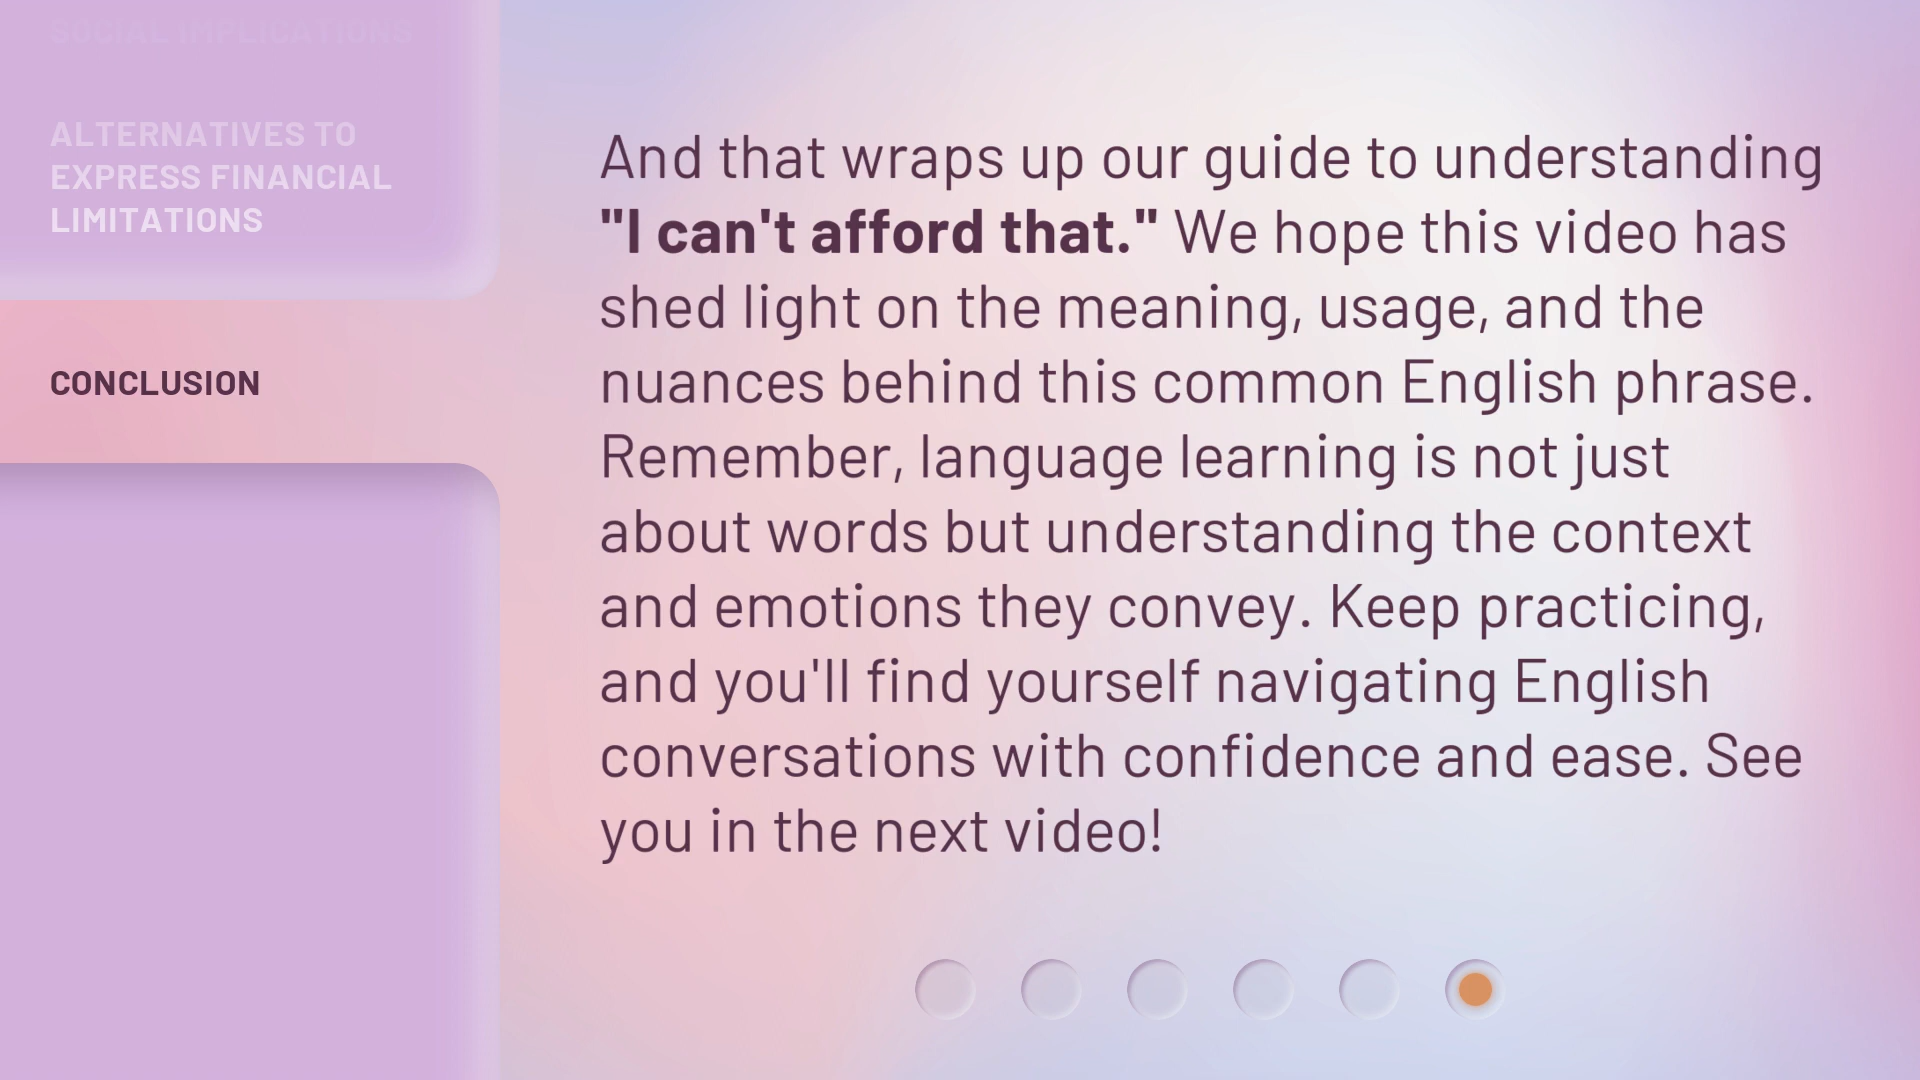 SOCIAL IMPLICATIONS
ALTERNATIVES TO
EXPRESS FINANCIAL
LIMITATIONS
CONCLUSION
And that wraps up our guide to understanding
"I can't afford that." We hope this video has
shed light on the meaning, usage, and the
nuances behind this common English phrase.
Remember, language learning is not just
about words but understanding the context
and emotions they convey. Keep practicing,
and you'll find yourself navigating English
conversations with confidence and ease. See
you in the next video!